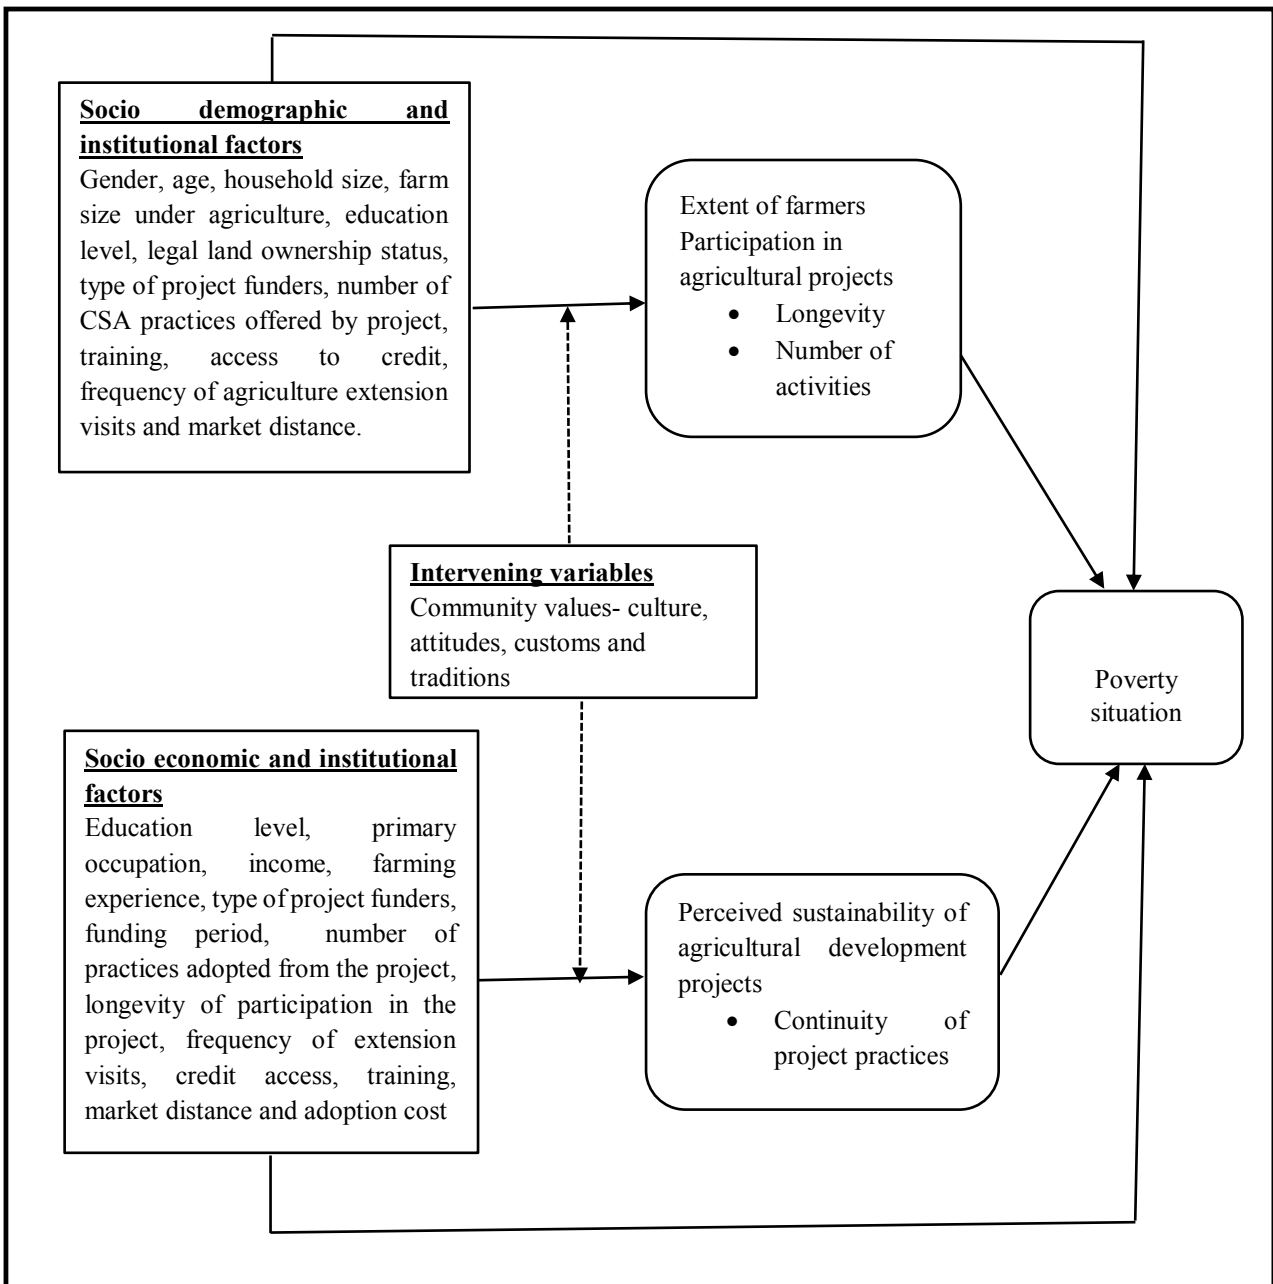 Socio demographic and
institutional factors
Gender, age, household size, farm
size under agriculture, education
level, legal land ownership status,
type of project funders, number of
CSA practices offered by project,
training, access to credit,
frequency of agriculture extension
visits and market distance.
Extent of farmers
Participation in
agricultural projects
• Longevity
• Number of
activities
Intervening variables
Community values- culture,
attitudes, customs and
traditions
Poverty
situation
Socio economic and institutional
factors
Education level, primary
occupation, income, farming
experience, type of project funders,
funding period, number of
practices adopted from the project,
longevity of participation in the
project, frequency of extension
visits, credit access, training,
market distance and adoption cost
Perceived sustainability of
agricultural development
projects
• Continuity of
project practices